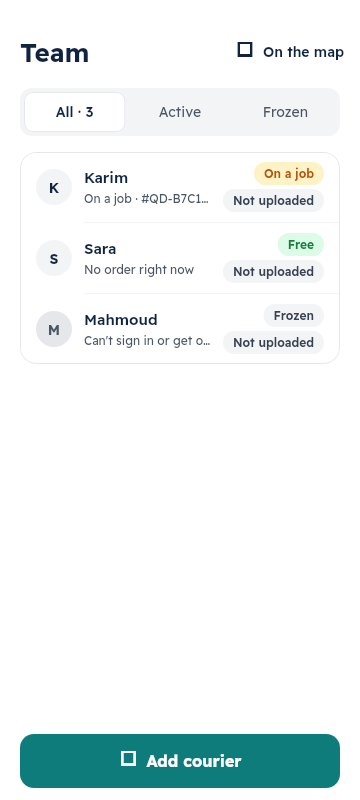 Team
On the map
All · 3
Active
Frozen
K
Karim
On a job · #QD-B7C1...
On a job
Not uploaded
S
Sara
No order right now
Free
Not uploaded
M
Mahmoud
Can't sign in or get o...
Frozen
Not uploaded
Add courier